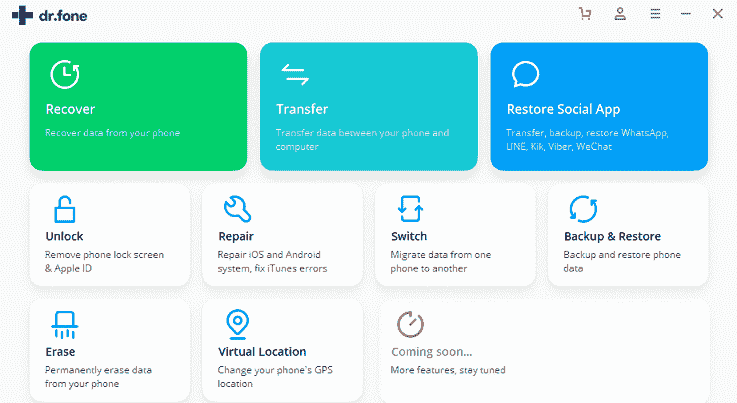 dr.fone
Recover
Recover data from your phone
Transfer
Transfer data between your phone and
computer
Restore Social App
Transfer, backup, restore WhatsApp,
LINE, Kik, Viber, WeChat
Unlock
Remove phone lock screen
& Apple ID
Repair
Repair iOS and Android
system, fix iTunes errors
Switch
Migrate data from one
phone to another
Backup & Restore
Backup and restore phone
data
Erase
Permanently erase data
from your phone
Virtual Location
Change your phone's GPS
location
Coming soon...
More features, stay tuned